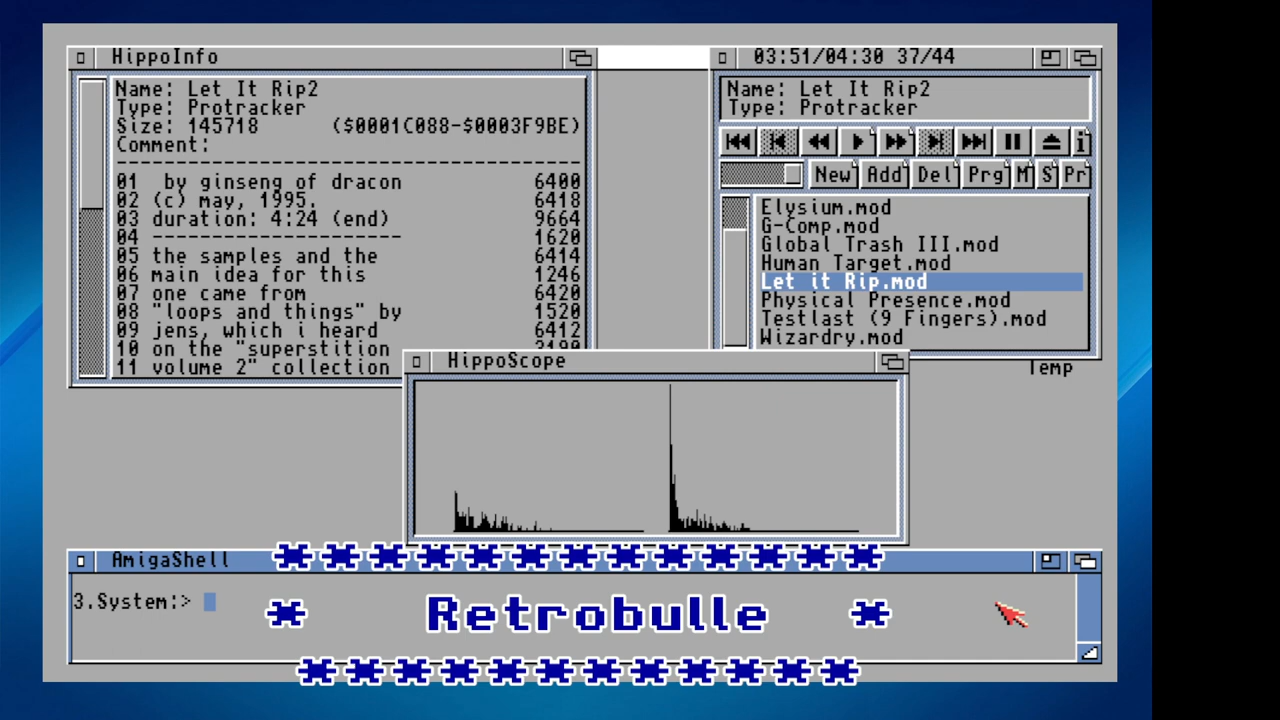 HippoInfo
Name: Let It Rip2
Type: Protracker
Size: 145718 ($0001C088-$0003F9BE)
Comment:
----------------------------------------
01 by ginseng of dracon 6400
02 (c) may, 1995. 6418
03 duration: 4:24 (end) 9664
04 --------------------- 1620
05 the samples and the 6414
06 main idea for this 1246
07 one came from 6420
08 "loops and things" by 1520
09 jens, which i heard 6412
10 on the "superstition
11 volume 2" collection
03:51/04:30 37/44
Name: Let It Rip2
Type: Protracker
i
New Add Del Prg M S Pr
Elysium.mod
G-Comp.mod
Global Trash III.mod
Human Target.mod
Let it Rip.mod
Physical Presence.mod
Testlast (9 Fingers).mod
Wizardry.mod
Temp
HippoScope
AmigaShell
3.System:>
* * * * * * * * * * * * *
* Retrobulle *
* * * * * * * * * * * *